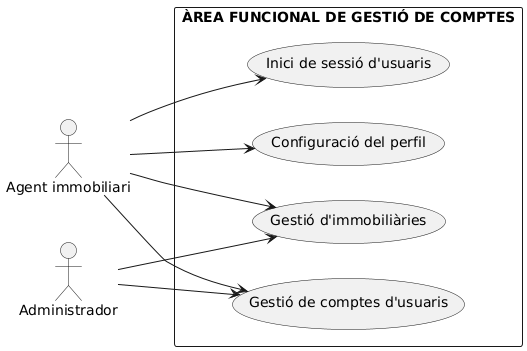 ÀREA FUNCIONAL DE GESTIÓ DE COMPTES
Inici de sessió d'usuaris
Configuració del perfil
Agent immobiliari
Gestió d'immobiliàries
Gestió de comptes d'usuaris
Administrador